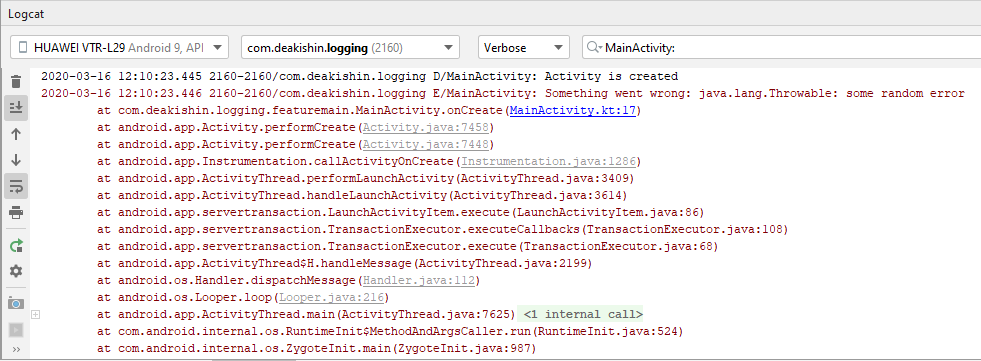 Logcat
HUAWEI VTR-L29 Android 9, API
com.deakishin.logging (2160)
Verbose
MainActivity:
2020-03-16 12:10:23.445 2160-2160/com.deakishin.logging D/MainActivity: Activity is created
2020-03-16 12:10:23.446 2160-2160/com.deakishin.logging E/MainActivity: Something went wrong: java.lang.Throwable: some random error
at com.deakishin.logging.featuremain.MainActivity.onCreate(MainActivity.kt:17)
at android.app.Activity.performCreate(Activity.java:7458)
at android.app.Activity.performCreate(Activity.java:7448)
at android.app.Instrumentation.callActivityOnCreate(Instrumentation.java:1286)
at android.app.ActivityThread.performLaunchActivity(ActivityThread.java:3409)
at android.app.ActivityThread.handleLaunchActivity(ActivityThread.java:3614)
at android.app.servertransaction.LaunchActivityItem.execute(LaunchActivityItem.java:86)
at android.app.servertransaction.TransactionExecutor.executeCallbacks(TransactionExecutor.java:108)
at android.app.servertransaction.TransactionExecutor.execute(TransactionExecutor.java:68)
at android.app.ActivityThread$H.handleMessage(ActivityThread.java:2199)
at android.os.Handler.dispatchMessage(Handler.java:112)
at android.os.Looper.loop(Looper.java:216)
at android.app.ActivityThread.main(ActivityThread.java:7625) <1 internal call>
at com.android.internal.os.RuntimeInit$MethodAndArgsCaller.run(RuntimeInit.java:524)
at com.android.internal.os.ZygoteInit.main(ZygoteInit.java:987)